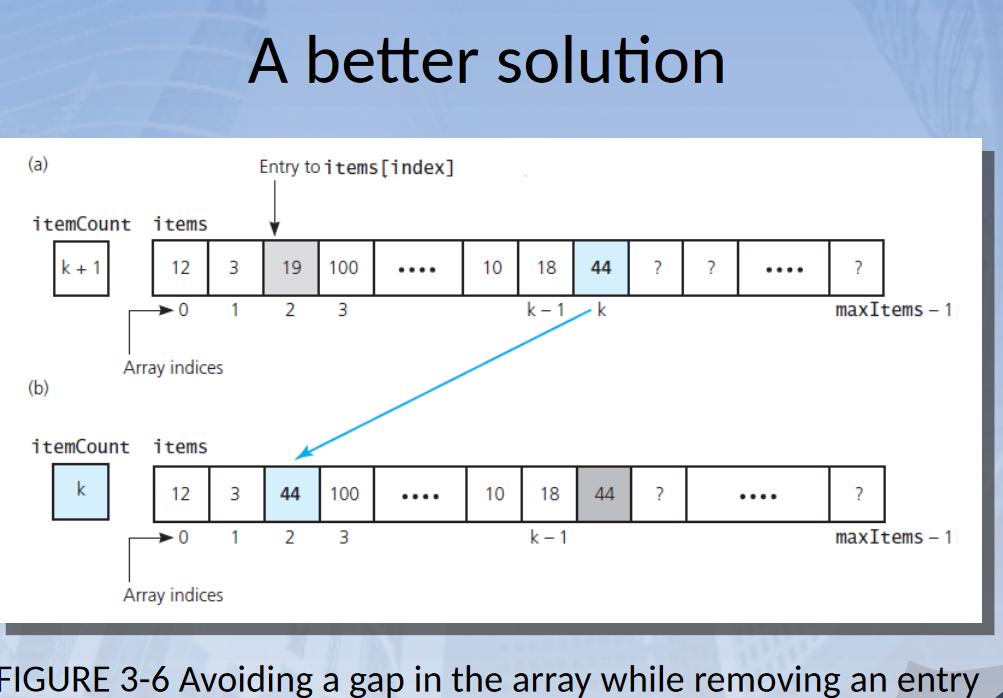 A better solution
(a)
Entry to items[index]
itemCount items
k + 1 12 3 19 100 •••• 10 18 44 ? ? •••• ?
0 1 2 3 k – 1 k maxItems – 1
Array indices
(b)
itemCount items
k 12 3 44 100 •••• 10 18 44 ? •••• ?
0 1 2 3 k – 1 maxItems – 1
Array indices
FIGURE 3-6 Avoiding a gap in the array while removing an entry